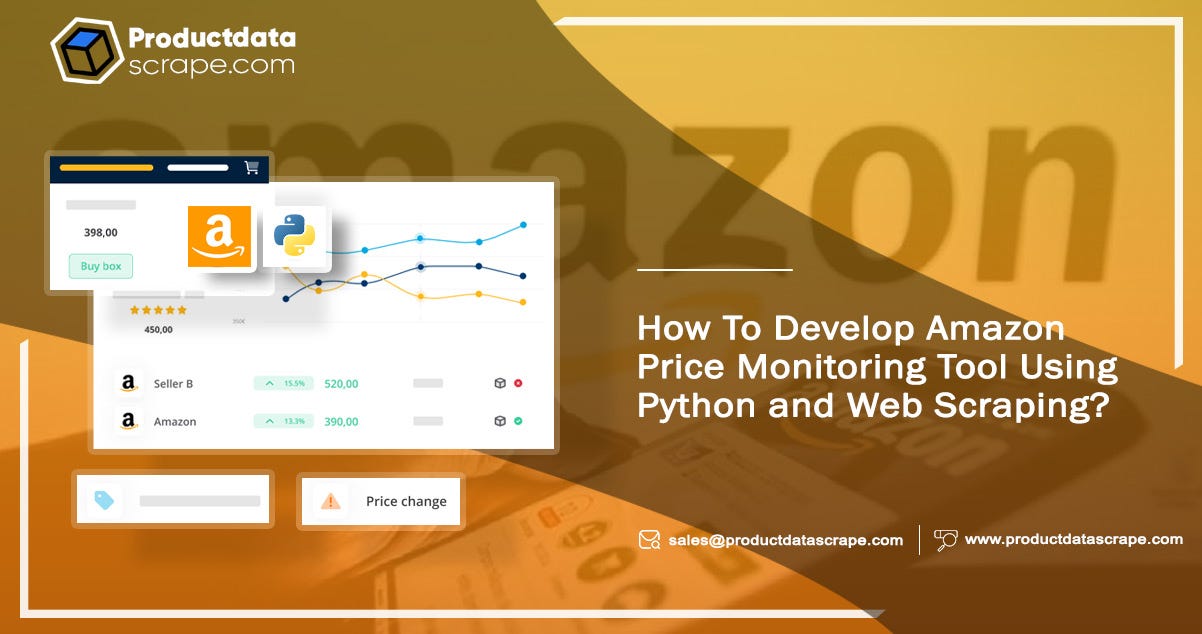 Productdata
scrape.com
amazon
398,00
Buy box
450,00
350€
Seller B
15.5%
520,00
Amazon
13.3%
390,00
Price change
How To Develop Amazon
Price Monitoring Tool Using
Python and Web Scraping?
amazon
sales@productdatascrape.com
www.productdatascrape.com